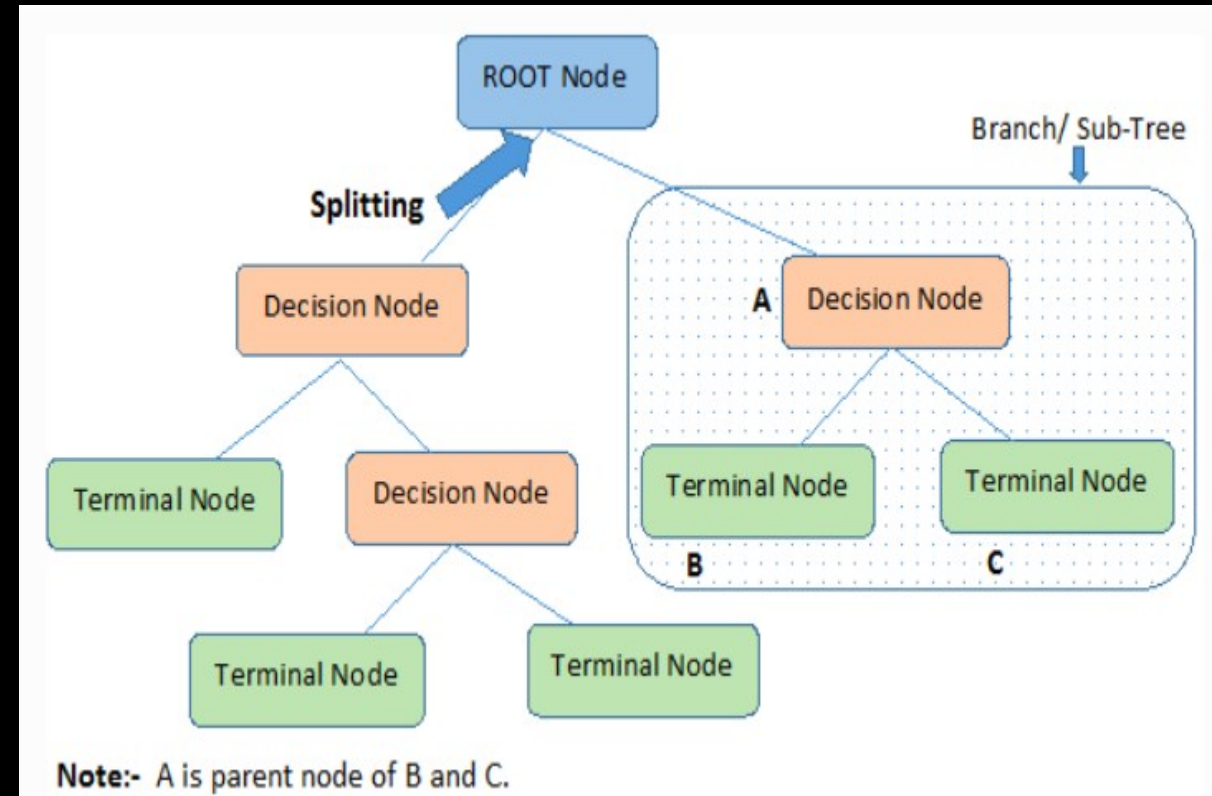 ROOT Node
Branch/ Sub-Tree
Splitting
Decision Node
A
Decision Node
Terminal Node
Decision Node
Terminal Node
Terminal Node
B
C
Terminal Node
Terminal Node
Note:- A is parent node of B and C.